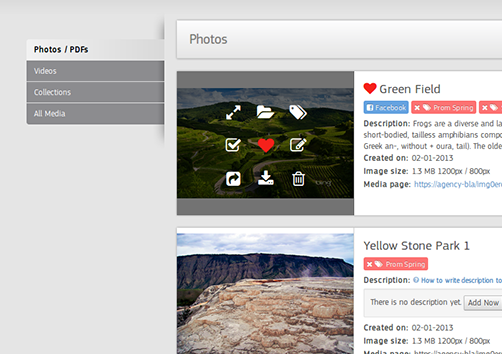 Photos / PDFs
Videos
Collections
All Media
Photos
Green Field
Facebook
Prom Spring
Prom
Description: Frogs are a diverse and
short-bodied, tailless amphibians
Greek an-, without + oura, tail). The
Created on: 02-01-2013
Image size: 1.3 MB 1200px / 800px
Media page: https://agency-bla/img0er
Yellow Stone Park 1
Prom Spring
Description: How to write description to
There is no description yet. Add Now
Created on: 02-01-2013
Image size: 1.3 MB 1200px / 800px
Media page: https://agency-bla/img0er